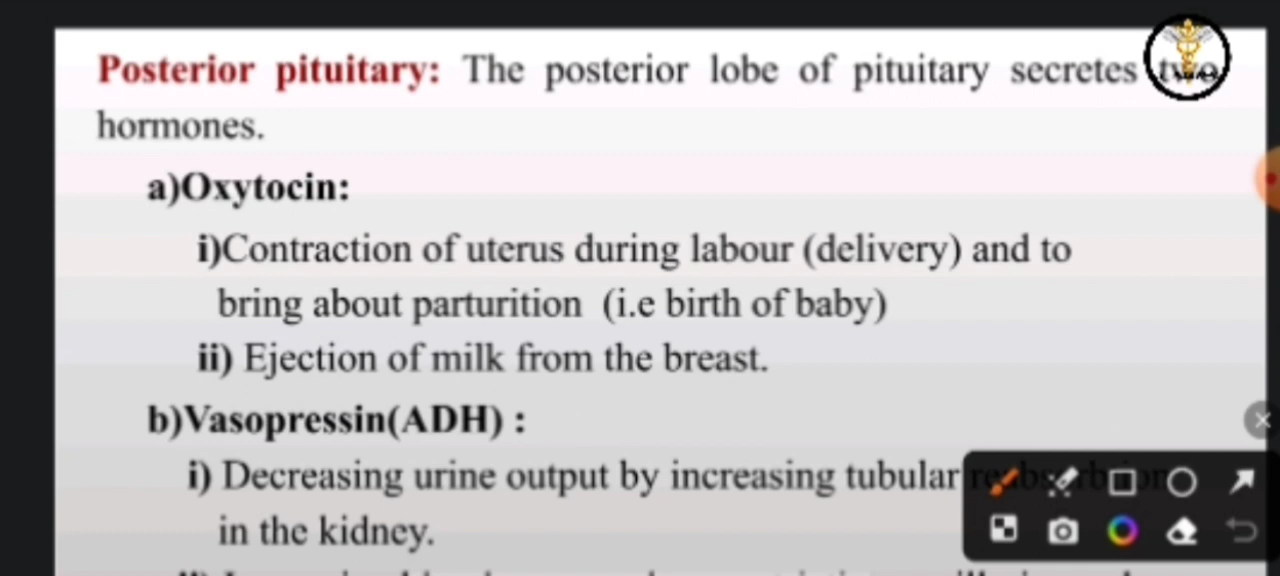 Posterior pituitary: The posterior lobe of pituitary secretes two
hormones.
a)Oxytocin:
i)Contraction of uterus during labour (delivery) and to
bring about parturition (i.e birth of baby)
ii) Ejection of milk from the breast.
b)Vasopressin(ADH) :
i) Decreasing urine output by increasing tubular
in the kidney.